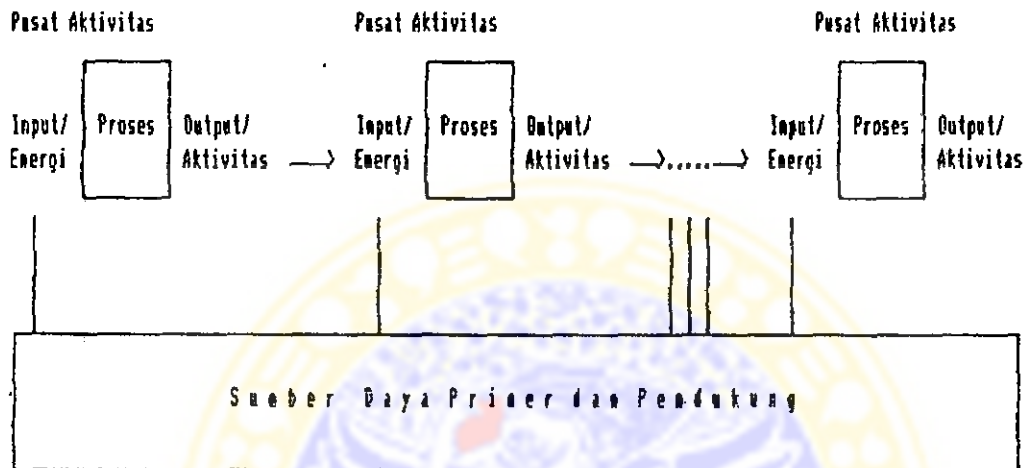 Pusat Aktivitas Pusat Aktivitas Pusat Aktivitas
Input/ Proses Output/ Input/ Proses Output/ Input/ Proses Output/
Energi Aktivitas Energi Aktivitas ..... Energi Aktivitas
Sumber Daya Primer dan Pendukung